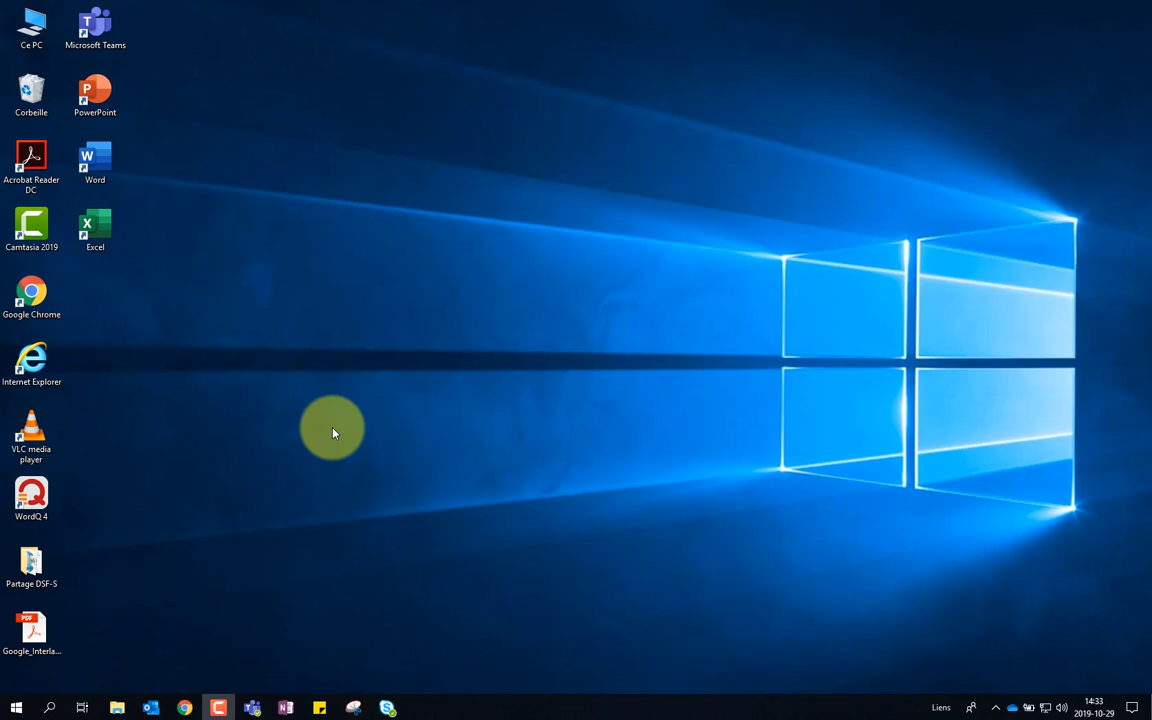 Ce PC
Microsoft Teams
Corbeille
PowerPoint
Acrobat Reader
DC
Word
Camtasia 2019
Excel
Google Chrome
Internet Explorer
VLC media
player
WordQ 4
Partage DSF-S
PDF
Google_Interla...
Liens
14:33
2019-10-29